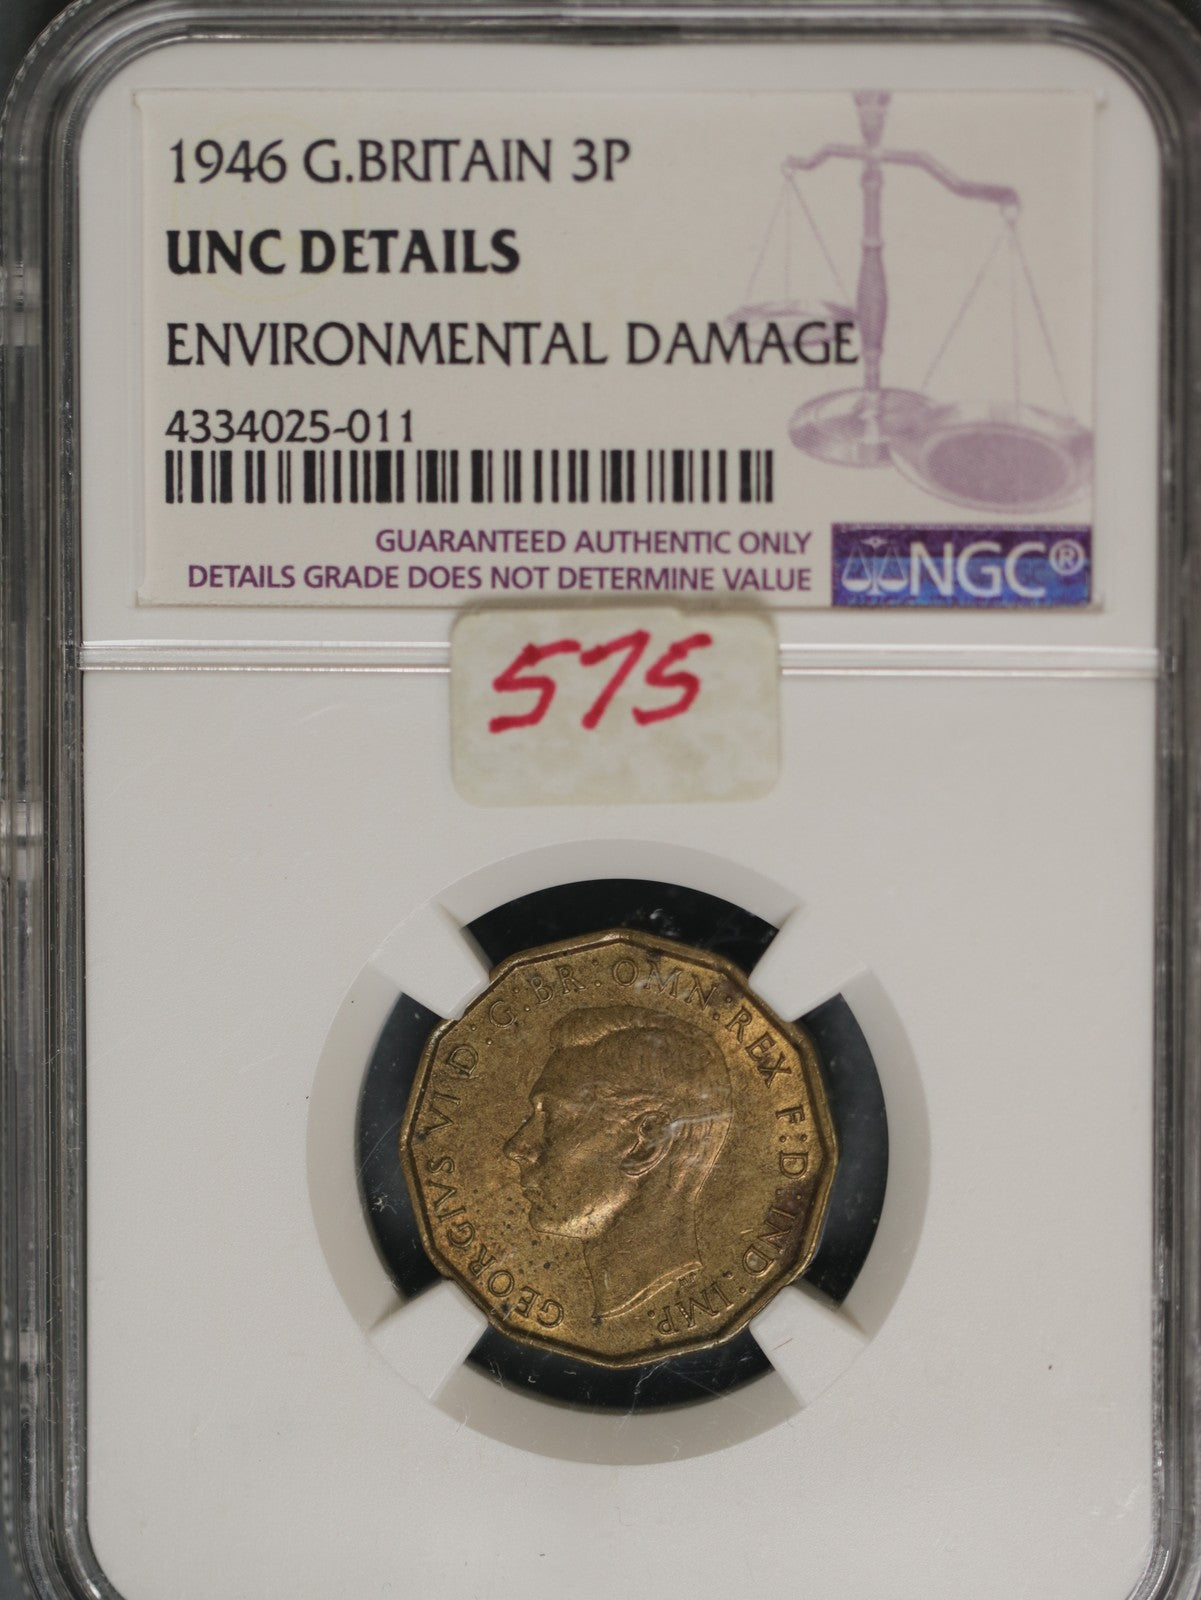 1946 G.BRITAIN 3P
UNC DETAILS
ENVIRONMENTAL DAMAGE
4334025-011
GUARANTEED AUTHENTIC ONLY
DETAILS GRADE DOES NOT DETERMINE VALUE
NGC®
575
GEORGIVS VI D:G:BR:OMN:REX F:D:IND:IMP.